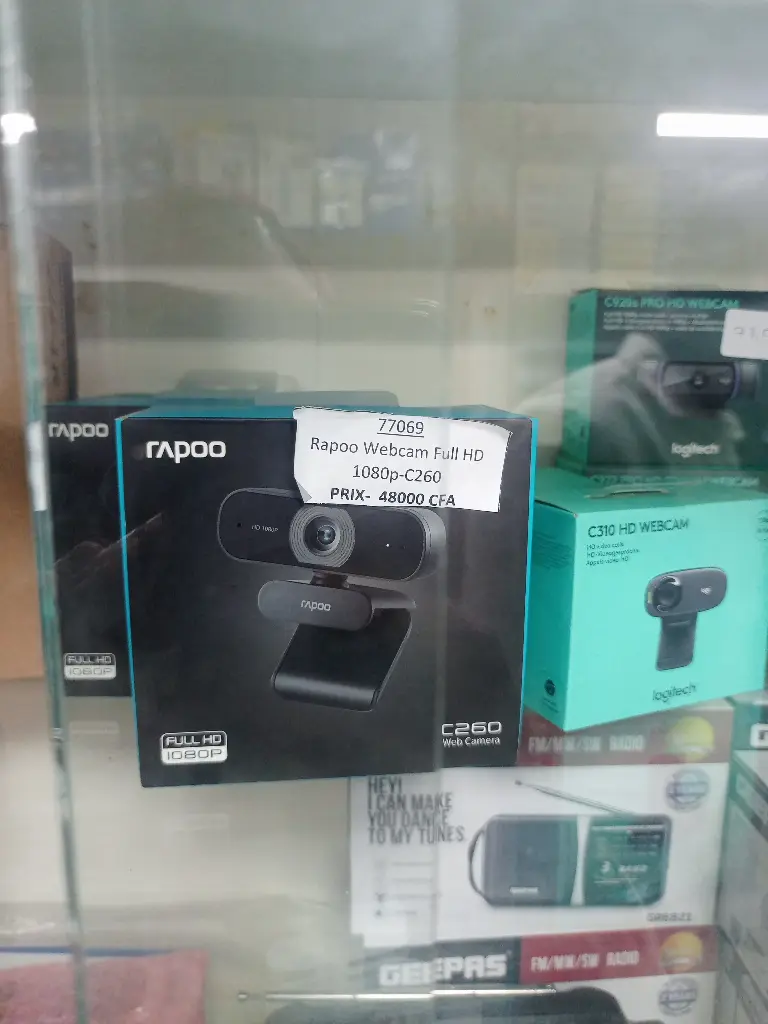 C920s PRO HD WEBCAM
logitech
rapoo
FULL HD
1080P
rapoo
77069
Rapoo Webcam Full HD
1080p-C260
PRIX- 48000 CFA
HD 1080P
rapoo
FULL HD
1080P
C260
Web Camera
C310 HD WEBCAM
logitech
FM/MW/SW RADIO
HEY!
I CAN MAKE
YOU DANCE
TO MY TUNES
GEEPAS
FM/MW/SW RADIO